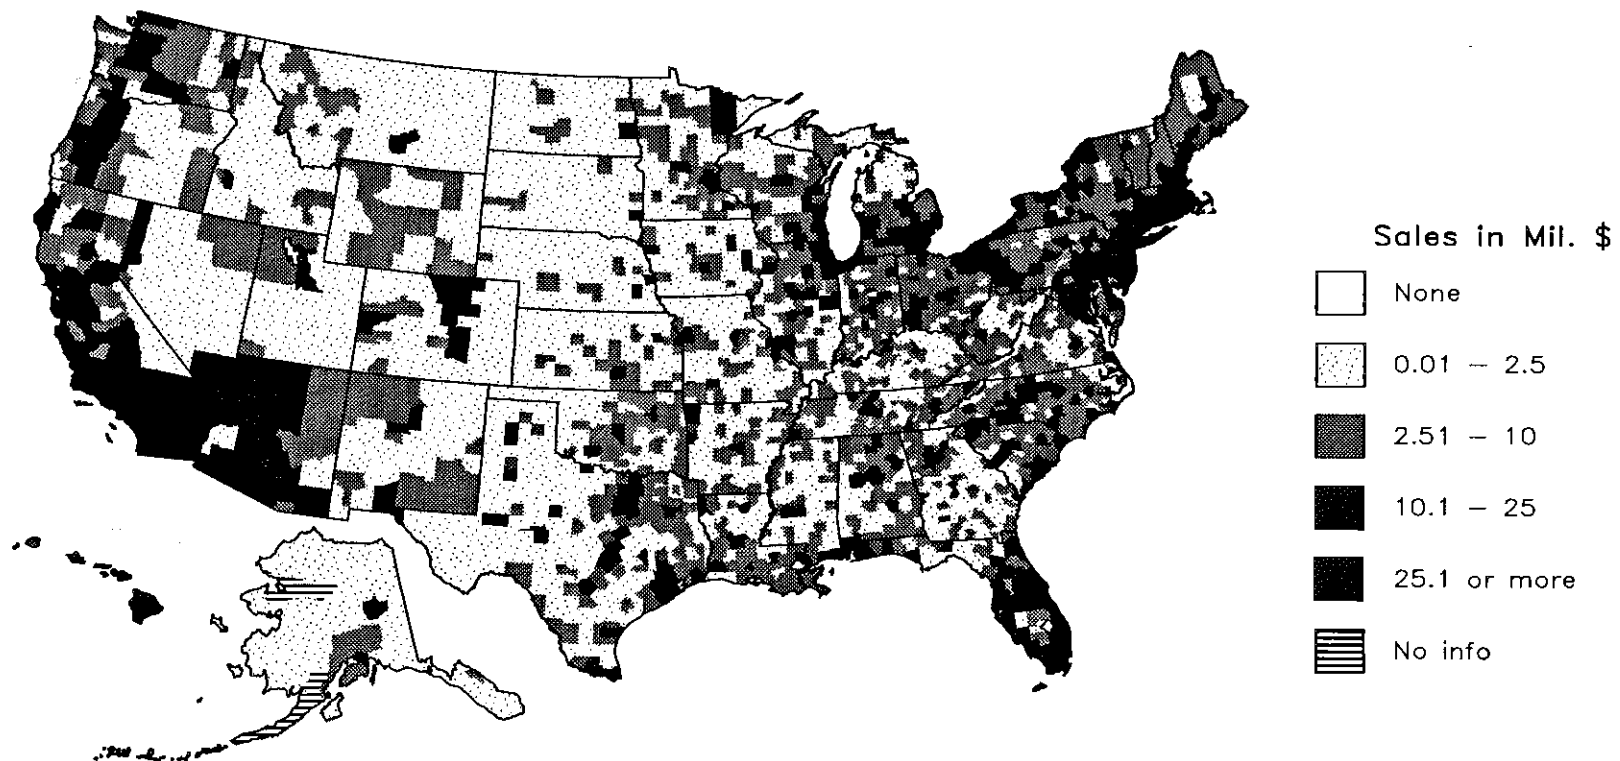 Sales in Mil. $
None
0.01 – 2.5
2.51 – 10
10.1 – 25
25.1 or more
No info